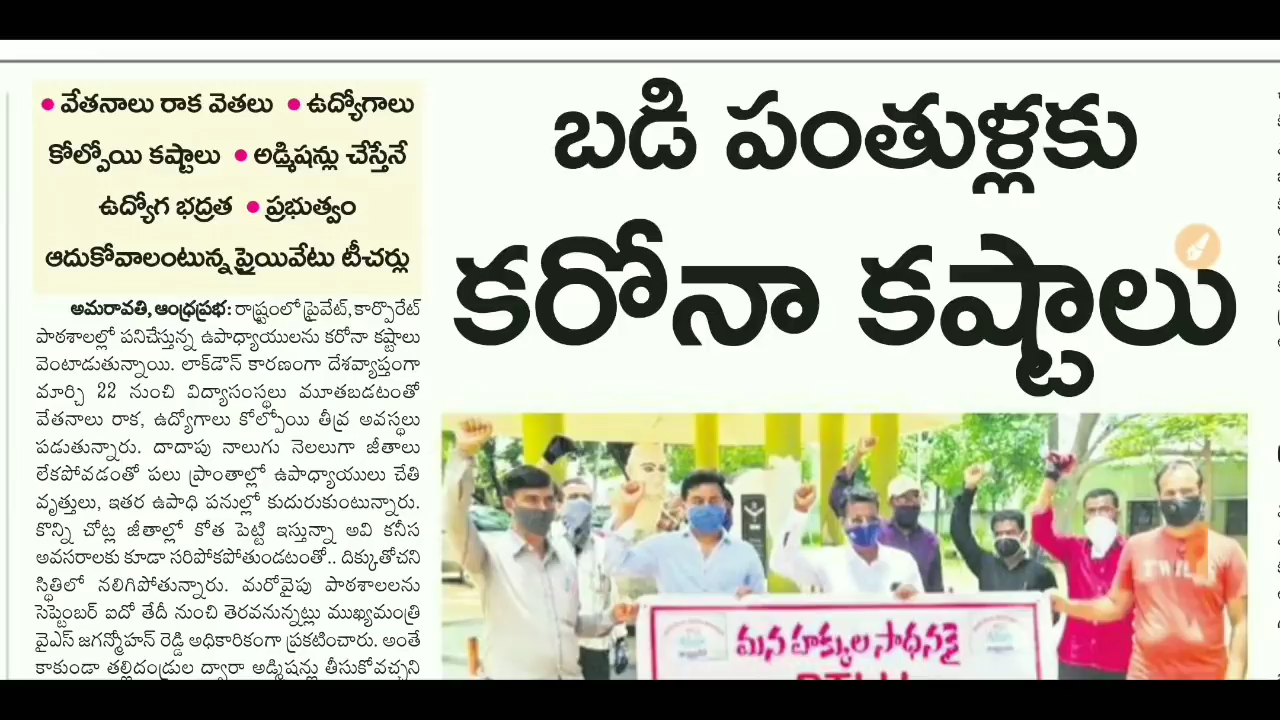 • వేతనాలు రాక వెతలు • ఉద్యోగాలు
కోల్పోయి కష్టాలు • అడ్మిషన్లు చేస్తేనే
ఉద్యోగ భద్రత • ప్రభుత్వం
ఆదుకోవాలంటున్న ప్రైయివేటు టీచర్లు
బడి పంతుళ్లకు
కరోనా కష్టాలు
అమరావతి, ఆంధ్రప్రభ: రాష్ట్రంలో ప్రైవేట్, కార్పొరేట్
పాఠశాలల్లో పనిచేస్తున్న ఉపాధ్యాయులను కరోనా కష్టాలు
వెంటాడుతున్నాయి. లాక్‌డౌన్ కారణంగా దేశవ్యాప్తంగా
మార్చి 22 నుంచి విద్యాసంస్థలు మూతబడటంతో
వేతనాలు రాక, ఉద్యోగాలు కోల్పోయి తీవ్ర అవస్థలు
పడుతున్నారు. దాదాపు నాలుగు నెలలుగా జీతాలు
లేకపోవడంతో పలు ప్రాంతాల్లో ఉపాధ్యాయులు చేతి
వృత్తులు, ఇతర ఉపాధి పనుల్లో కుదురుకుంటున్నారు.
కొన్ని చోట్ల జీతాల్లో కోత పెట్టి ఇస్తున్నా అవి కనీస
అవసరాలకు కూడా సరిపోకపోతుండటంతో.. దిక్కుతోచని
స్థితిలో నలిగిపోతున్నారు. మరోవైపు పాఠశాలలను
సెప్టెంబర్ ఐదో తేదీ నుంచి తెరవనున్నట్లు ముఖ్యమంత్రి
వైఎస్ జగన్మోహన్ రెడ్డి అధికారికంగా ప్రకటించారు. అంతే
కాకుండా తల్లిదండ్రుల ద్వారా అడ్మిషన్లు తీసుకోవచ్చని
మన హక్కుల సాధనకై